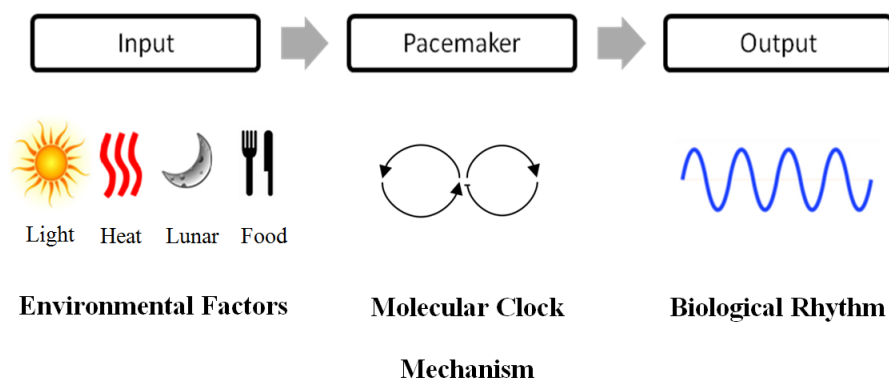 Input
Pacemaker
Output
Light
Heat
Lunar
Food
Environmental Factors
Molecular Clock
Mechanism
Biological Rhythm